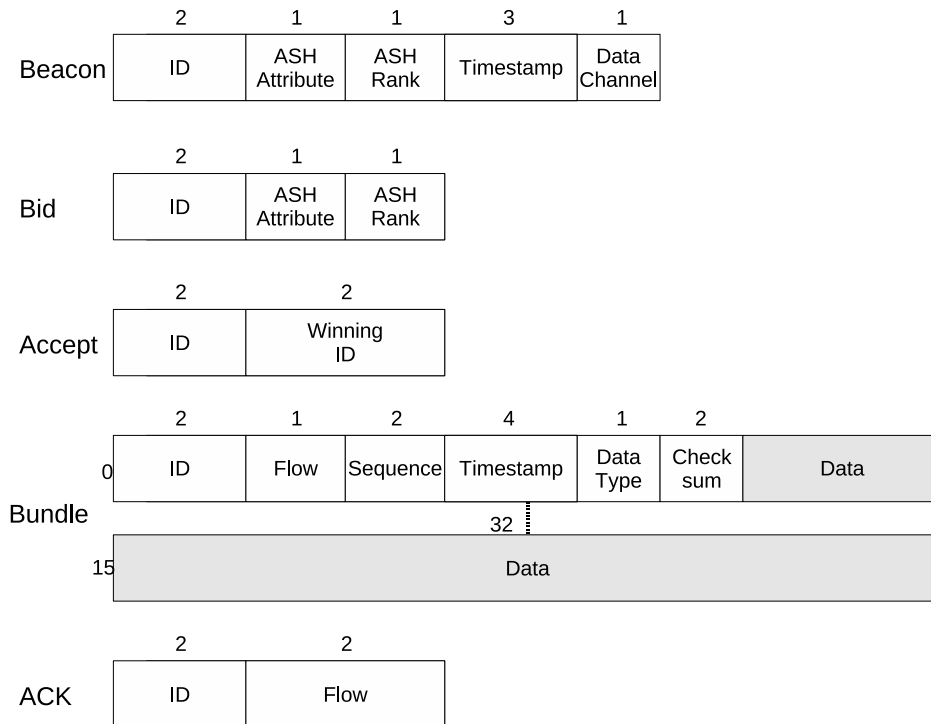 2 1 1 3 1
Beacon ID ASH Attribute ASH Rank Timestamp Data Channel
2 1 1
Bid ID ASH Attribute ASH Rank
2 2
Accept ID Winning ID
2 1 2 4 1 2
0 ID Flow Sequence Timestamp Data Type Check sum Data
Bundle
32
15 Data
2 2
ACK ID Flow